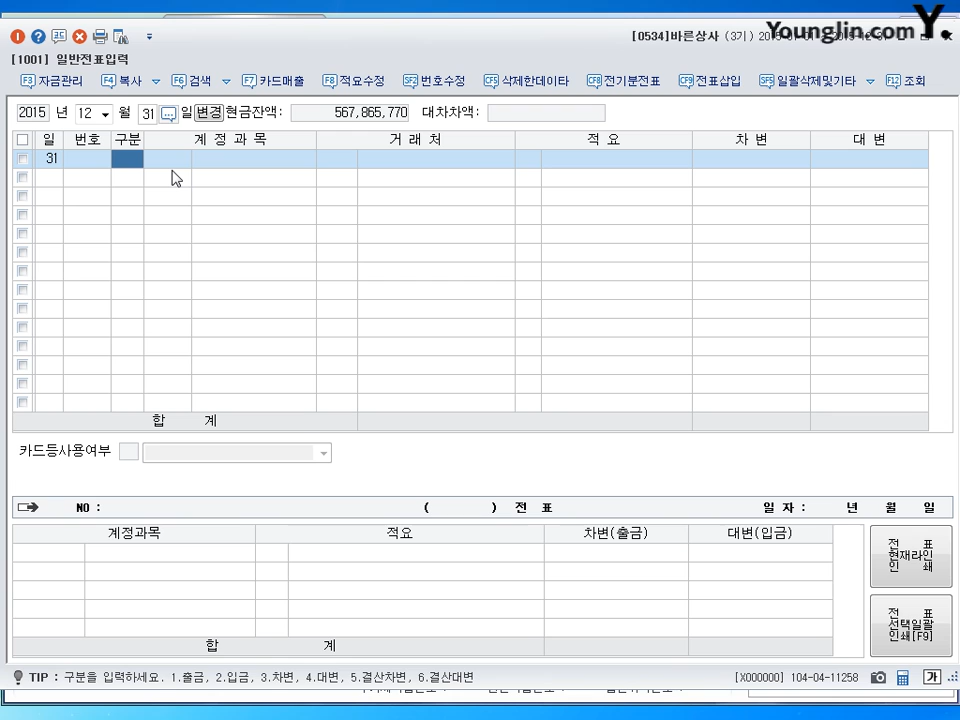 Younglin.com Y.
[0534]바른상사 (3기)
[1001] 일반전표입력
F3 자금관리 F4 복사 F6 검색 F7 카드매출 F8 적요수정 SF2 번호수정 CF5 삭제한데이타 CF8 전기분전표 CF9 전표삽입 SF5 일괄삭제및기타 F12 조회
2015 년 12 월 31 일 변경 현금잔액: 567,865,770 대차차액:
일 번호 구분 계 정 과 목 거 래 처 적 요 차 변 대 변
31
합 계
카드등사용여부
NO : ( ) 전 표 일 자 : 년 월 일
계정과목 적요 차변(출금) 대변(입금)
전 표
현재라인
인 쇄
전 표
선택일괄
인쇄[F9]
합 계
TIP : 구분을 입력하세요. 1.출금, 2.입금, 3.차변, 4.대변, 5.결산차변, 6.결산대변 [X000000] 104-04-11258 가